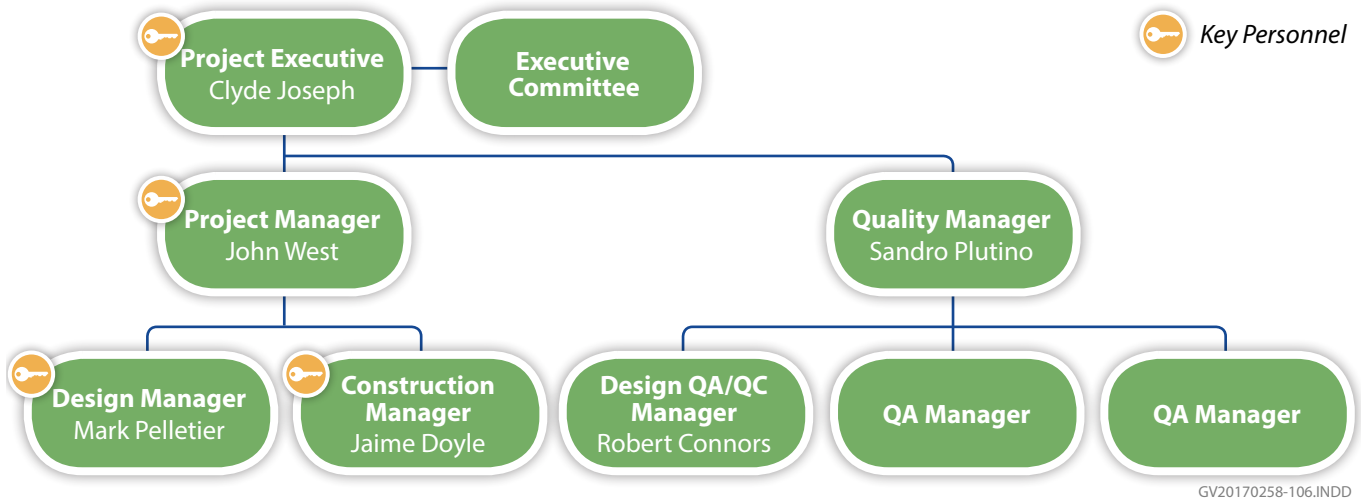 Project Executive
Clyde Joseph
Executive
Committee
Key Personnel
Project Manager
John West
Quality Manager
Sandro Plutino
Design Manager
Mark Pelletier
Construction
Manager
Jaime Doyle
Design QA/QC
Manager
Robert Connors
QA Manager
QA Manager
GV20170258-106.INDD